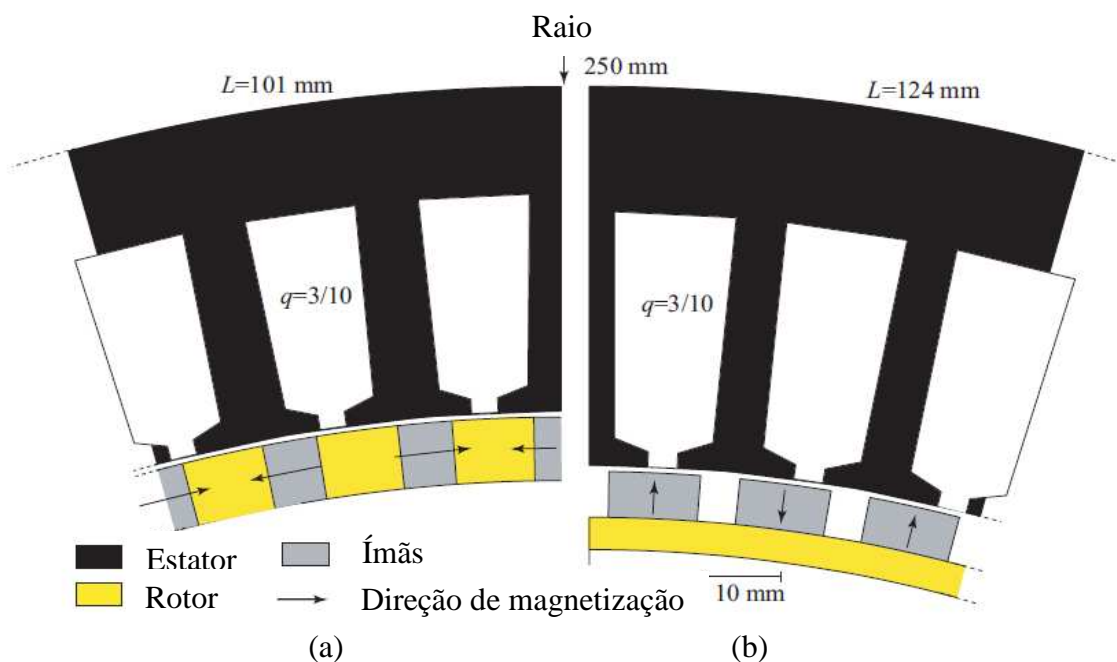 Raio
250 mm
L=101 mm
L=124 mm
q=3/10
q=3/10
Estator
Ímãs
Rotor
Direção de magnetização
10 mm
(a)
(b)